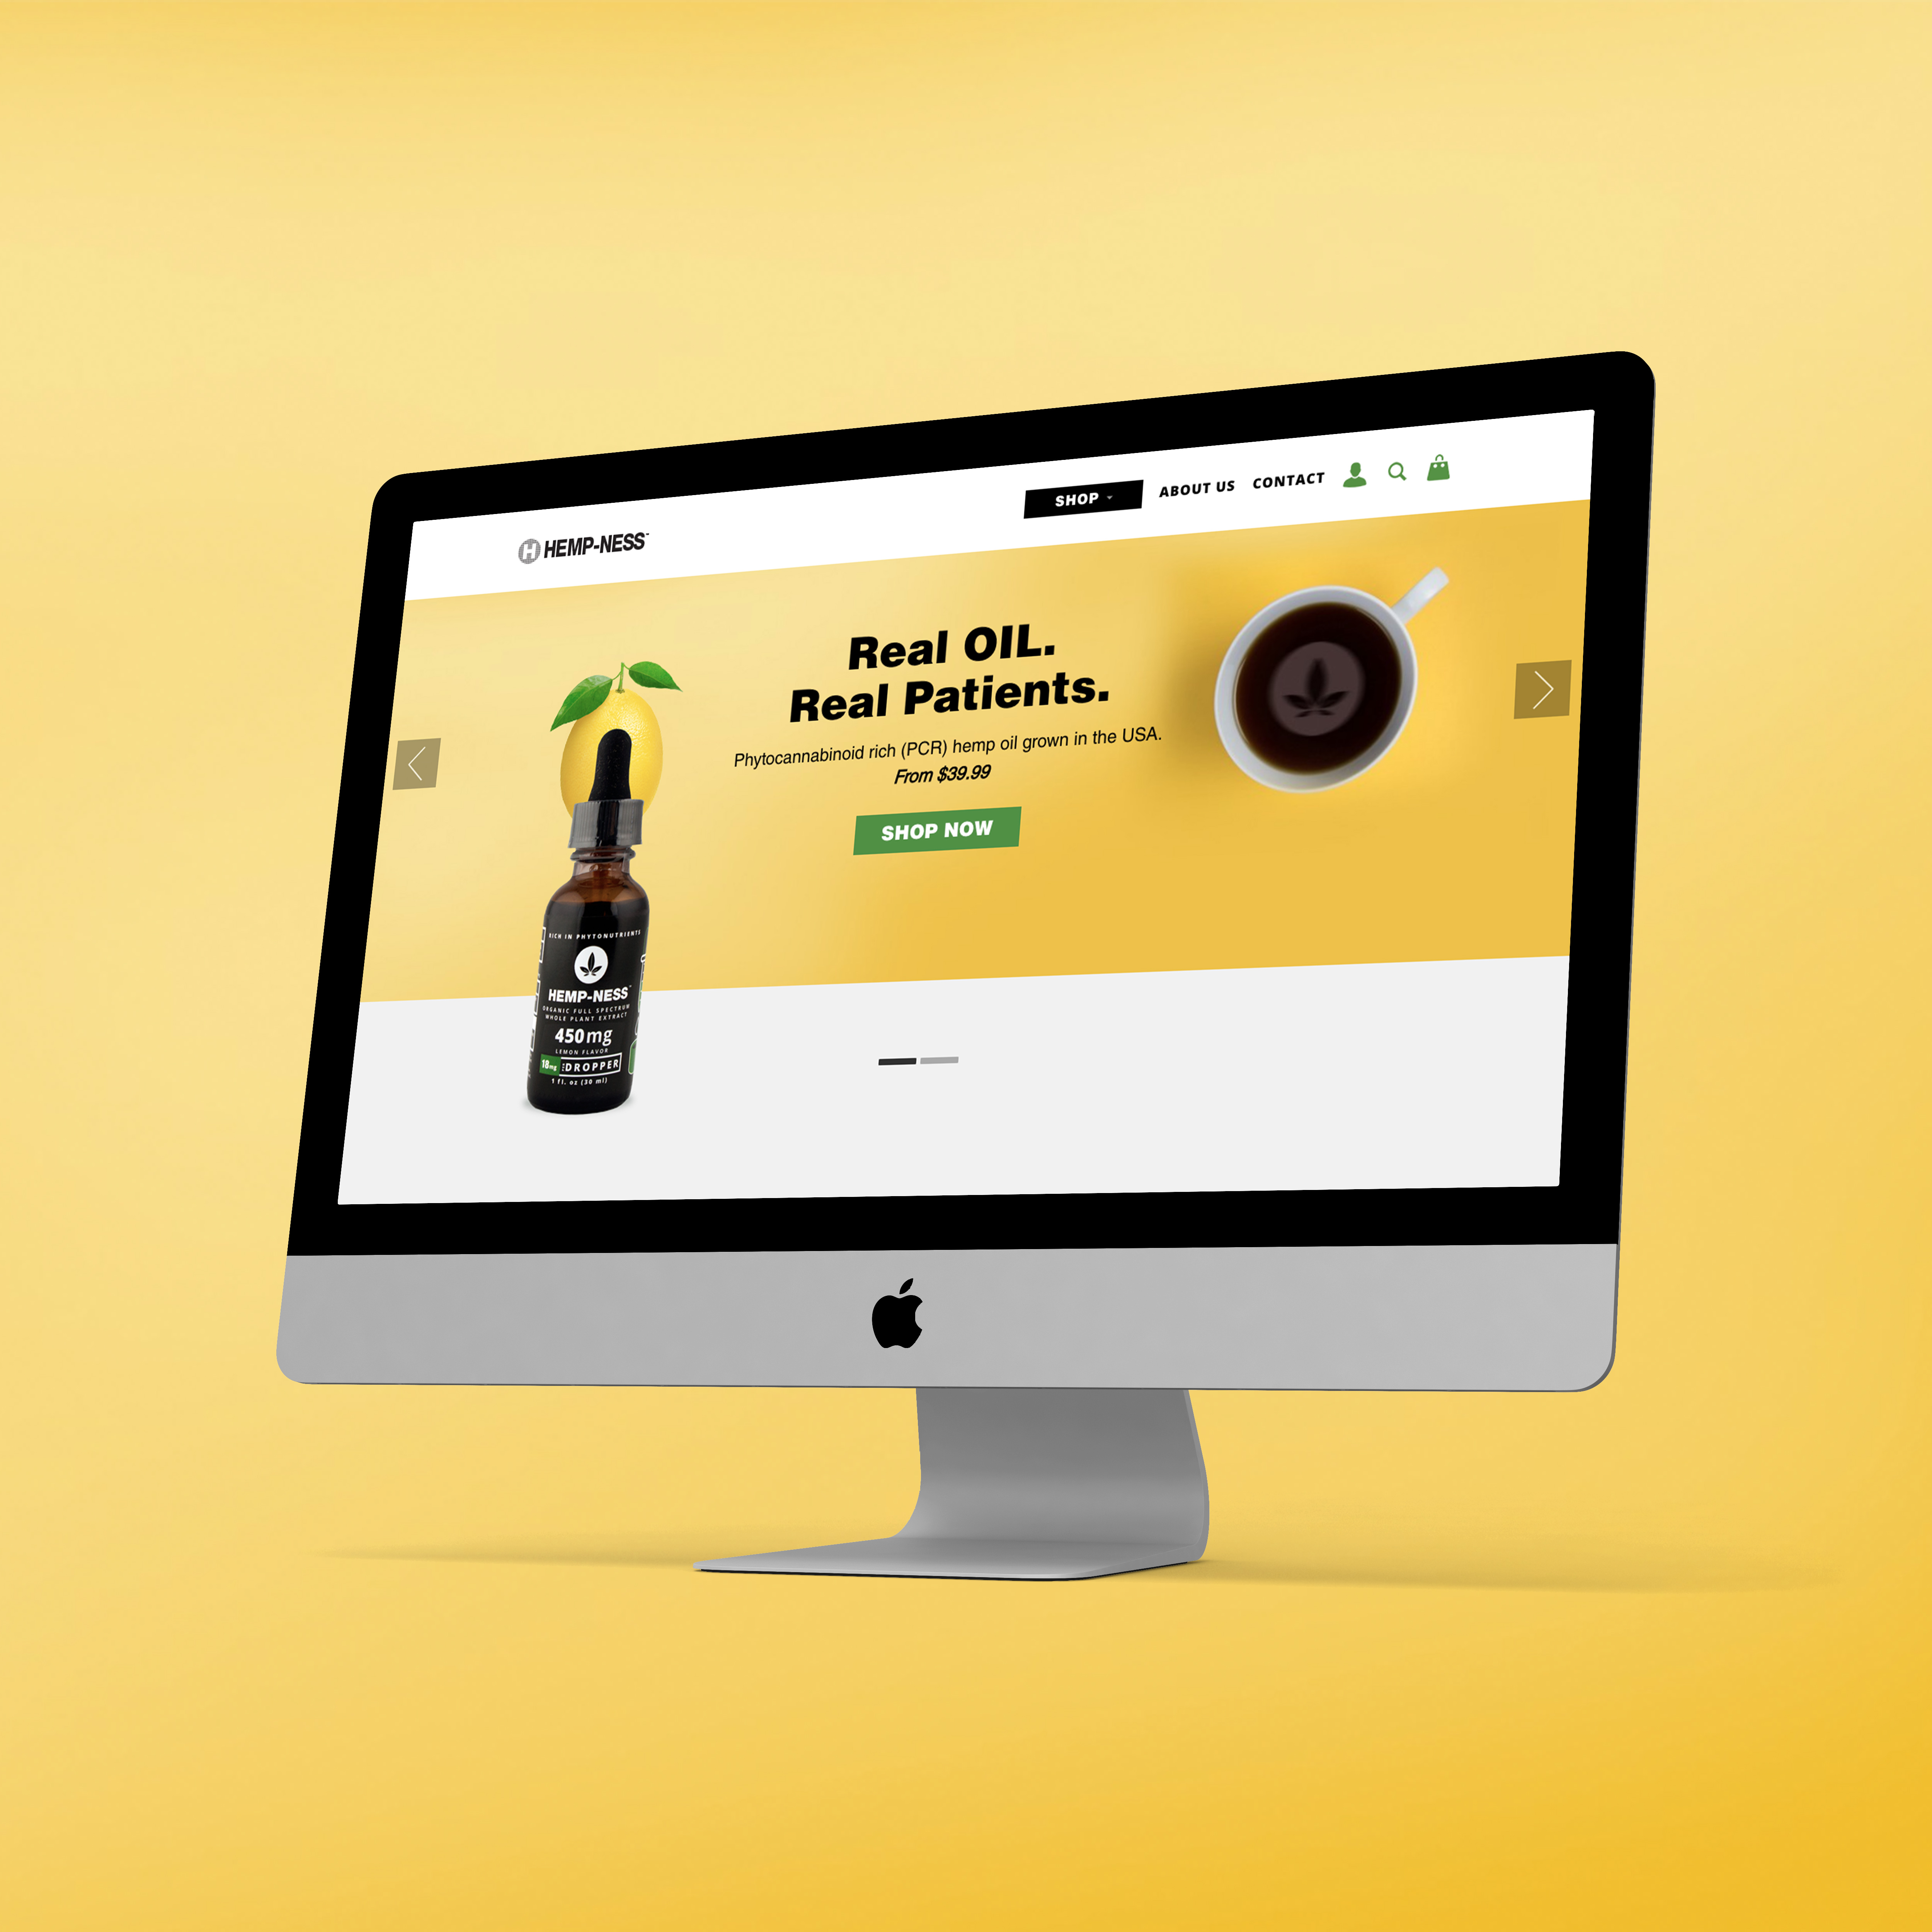 HEMP-NESS™
SHOP
ABOUT US
CONTACT
Real OIL.
Real Patients.
Phytocannabinoid rich (PCR) hemp oil grown in the USA.
From $39.99
SHOP NOW
RICH IN PHYTONUTRIENTS
HEMP-NESS™
ORGANIC FULL SPECTRUM
WHOLE PLANT EXTRACT
450mg
LEMON FLAVOR
18mg DROPPER
1 fl. oz (30 ml)